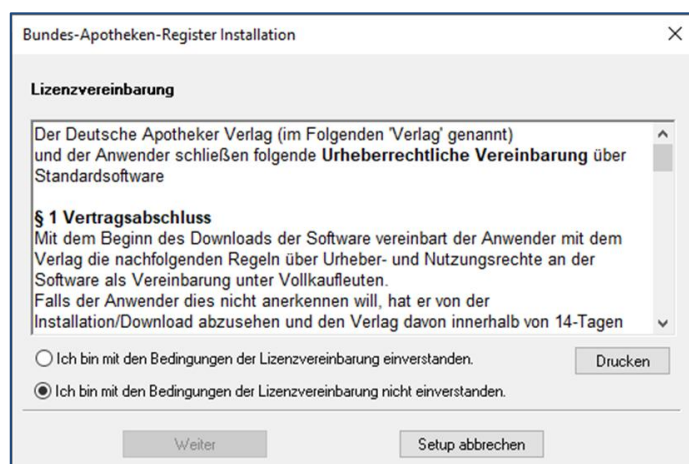 Bundes-Apotheken-Register Installation
Lizenzvereinbarung
Der Deutsche Apotheker Verlag (im Folgenden 'Verlag' genannt)
und der Anwender schließen folgende Urheberrechtliche Vereinbarung über
Standardsoftware
§ 1 Vertragsabschluss
Mit dem Beginn des Downloads der Software vereinbart der Anwender mit dem
Verlag die nachfolgenden Regeln über Urheber- und Nutzungsrechte an der
Software als Vereinbarung unter Vollkaufleuten.
Falls der Anwender dies nicht anerkennen will, hat er von der
Installation/Download abzusehen und den Verlag davon innerhalb von 14-Tagen
Ich bin mit den Bedingungen der Lizenzvereinbarung einverstanden.
Drucken
Ich bin mit den Bedingungen der Lizenzvereinbarung nicht einverstanden.
Weiter
Setup abbrechen